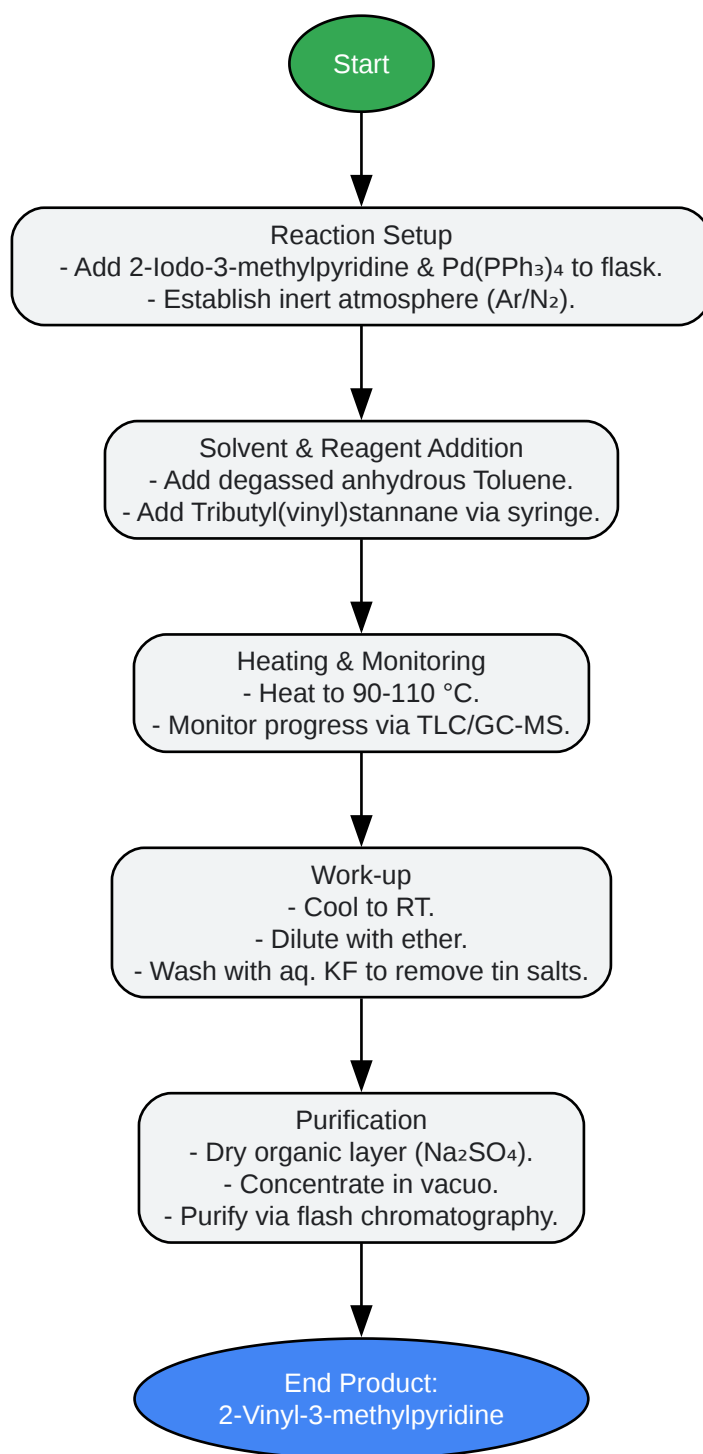 Start
Reaction Setup
- Add 2-Iodo-3-methylpyridine & Pd(PPh₃)₄ to flask.
- Establish inert atmosphere (Ar/N₂).
Solvent & Reagent Addition
- Add degassed anhydrous Toluene.
- Add Tributyl(vinyl)stannane via syringe.
Heating & Monitoring
- Heat to 90-110 °C.
- Monitor progress via TLC/GC-MS.
Work-up
- Cool to RT.
- Dilute with ether.
- Wash with aq. KF to remove tin salts.
Purification
- Dry organic layer (Na₂SO₄).
- Concentrate in vacuo.
- Purify via flash chromatography.
End Product:
2-Vinyl-3-methylpyridine